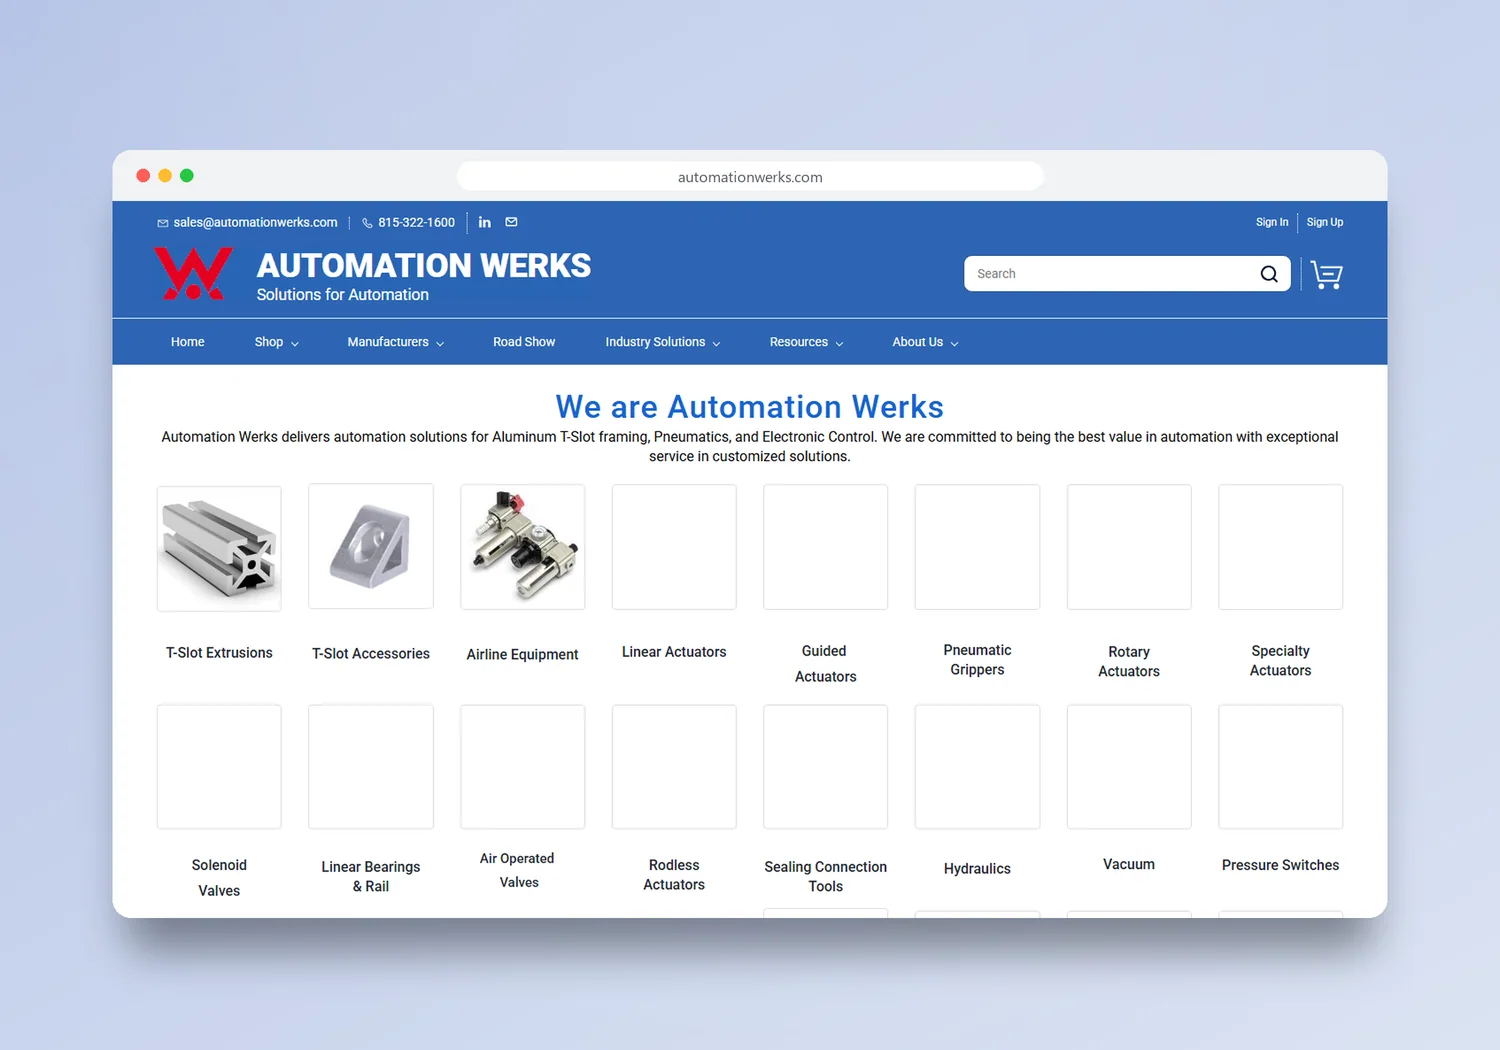 automationwerks.com
sales@automationwerks.com 815-322-1600 in Sign In Sign Up
AUTOMATION WERKS
Solutions for Automation
Search
Home Shop Manufacturers Road Show Industry Solutions Resources About Us
We are Automation Werks
Automation Werks delivers automation solutions for Aluminum T-Slot framing, Pneumatics, and Electronic Control. We are committed to being the best value in automation with exceptional
service in customized solutions.
T-Slot Extrusions
T-Slot Accessories
Airline Equipment
Linear Actuators
Guided
Actuators
Pneumatic
Grippers
Rotary
Actuators
Specialty
Actuators
Solenoid
Valves
Linear Bearings
& Rail
Air Operated
Valves
Rodless
Actuators
Sealing Connection
Tools
Hydraulics
Vacuum
Pressure Switches